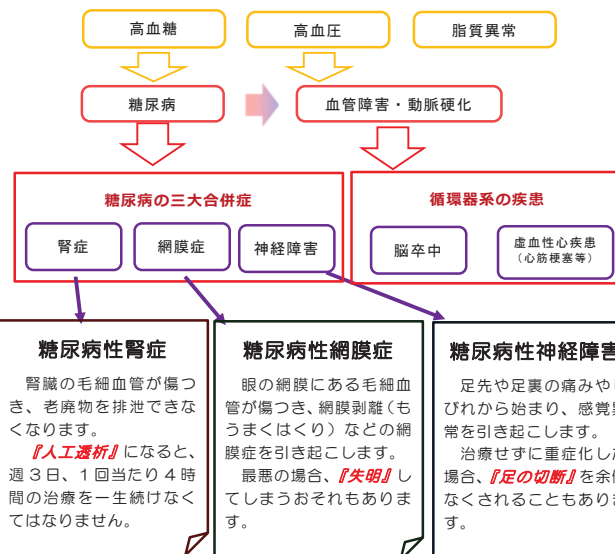 高血糖
高血圧
脂質異常
糖尿病
血管障害・動脈硬化
糖尿病の三大合併症
循環器系の疾患
腎症
網膜症
神経障害
脳卒中
虚血性心疾患
（心筋梗塞等）
糖尿病性腎症
腎臓の毛細血管が傷つ
き、老廃物を排泄できな
くなります。
『人工透析』になると、
週３日、１回当たり４時
間の治療を一生続けなく
てはなりません。
糖尿病性網膜症
眼の網膜にある毛細血
管が傷つき、網膜剥離（も
うまくはくり）などの網
膜症を引き起こします。
最悪の場合、『失明』し
てしまうおそれもありま
す。
糖尿病性神経障害
足先や足裏の痛みや
びれから始まり、感覚異
常を引き起こします。
治療せずに重症化した
場合、『足の切断』を余儀
なくされることもありま
す。